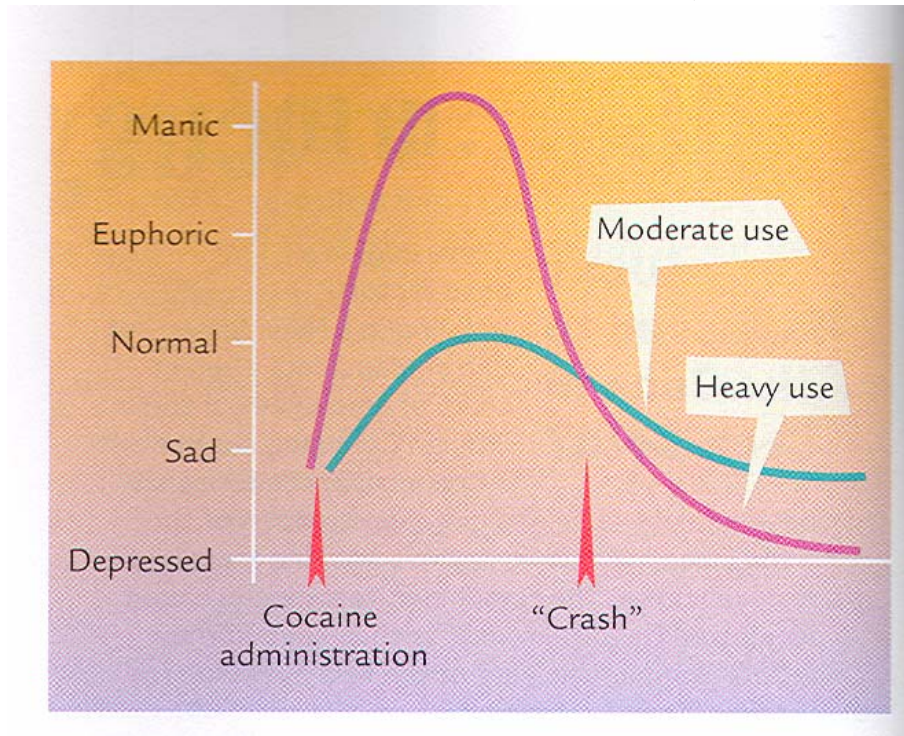 Manic
Euphoric
Normal
Sad
Depressed
Moderate use
Heavy use
Cocaine
administration
“Crash”